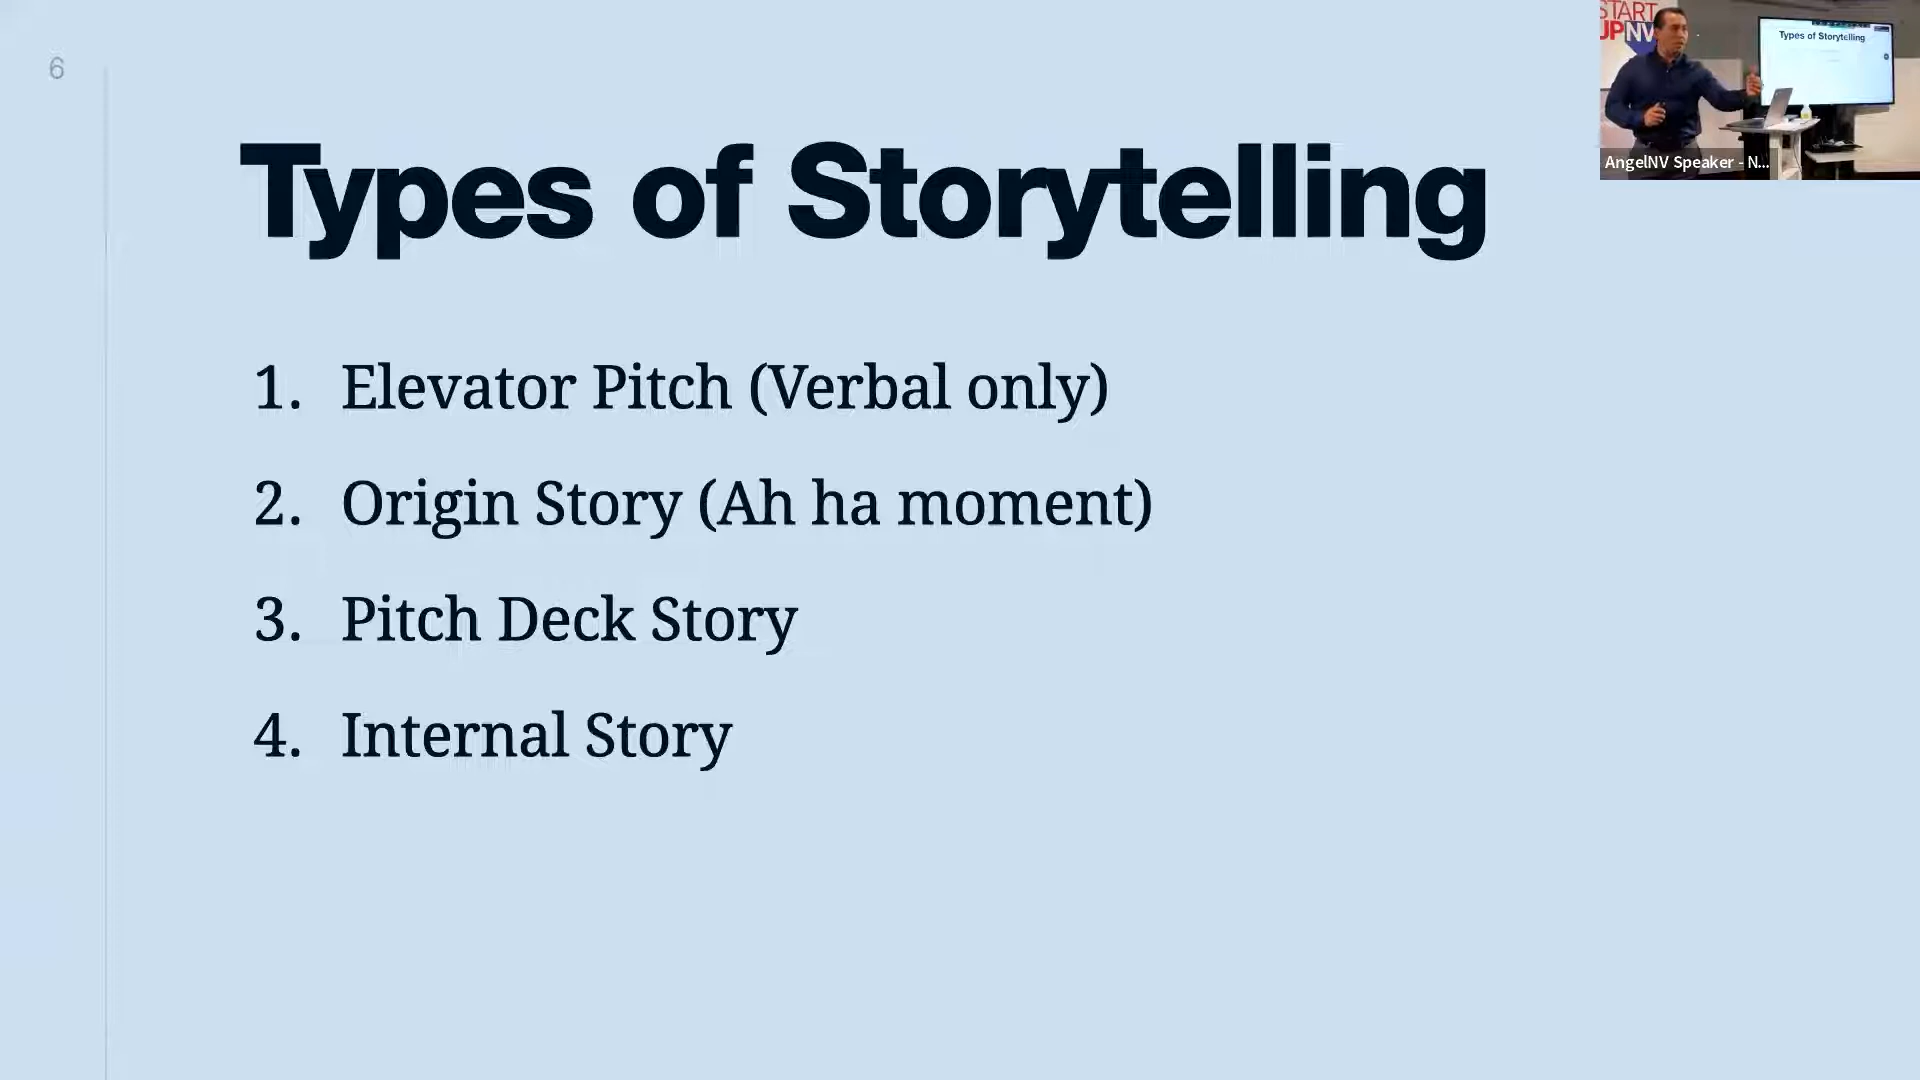 6
Types of Storytelling
1. Elevator Pitch (Verbal only)
2. Origin Story (Ah ha moment)
3. Pitch Deck Story
4. Internal Story
START
UPNV
Types of Storytelling
AngelNV Speaker - N...